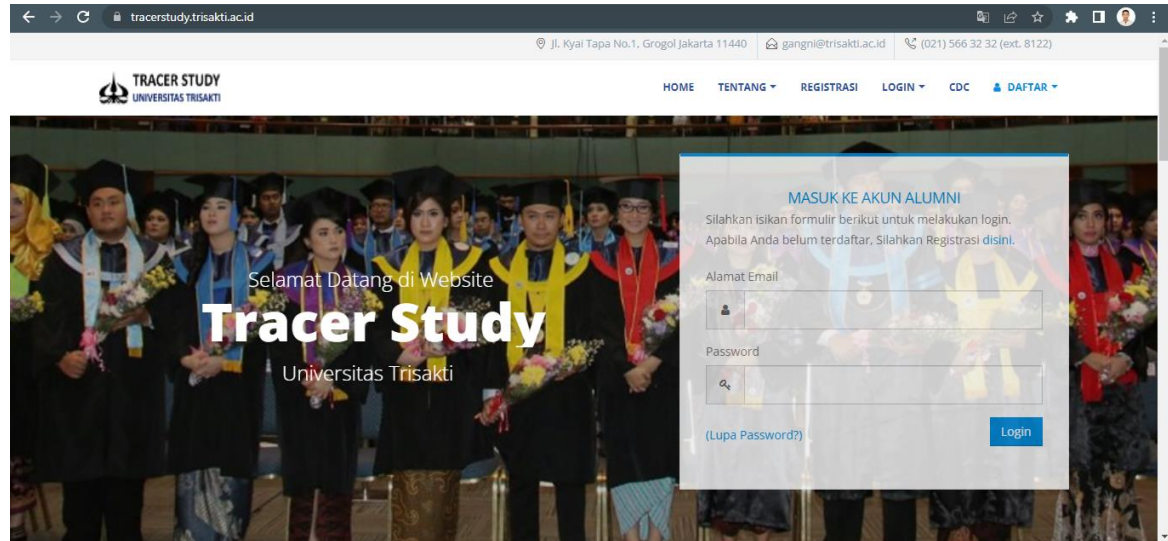 tracerstudy.trisakti.ac.id
Jl. Kyai Tapa No.1, Grogol Jakarta 11440 gangni@trisakti.ac.id (021) 566 32 32 (ext. 8122)
TRACER STUDY
UNIVERSITAS TRISAKTI
HOME TENTANG REGISTRASI LOGIN CDC DAFTAR
Selamat Datang di Website
Tracer Study
Universitas Trisakti
MASUK KE AKUN ALUMNI
Silahkan isikan formulir berikut untuk melakukan login.
Apabila Anda belum terdaftar, Silahkan Registrasi disini.
Alamat Email
Password
(Lupa Password?) Login